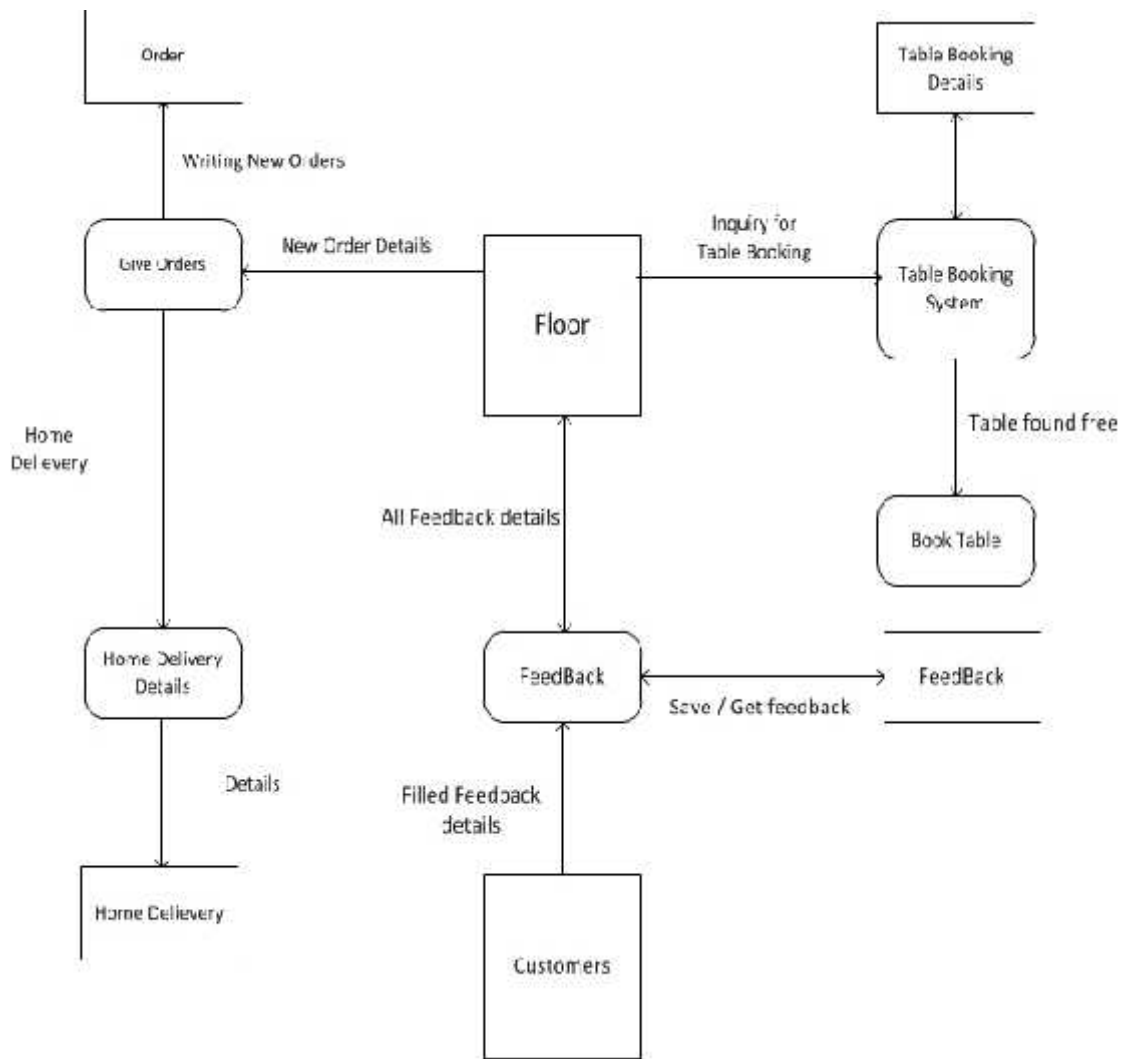 Order
Table Booking
Details
Writing New Orders
Give Orders
New Order Details
Inquiry for
Table Booking
Floor
Table Booking
System
Home
Delievery
Table found free
All Feedback details
Book Table
Home Delivery
Details
FeedBack
FeedBack
Save / Get feedback
Details
Filled Feedback
details
Home Delievery
Customers